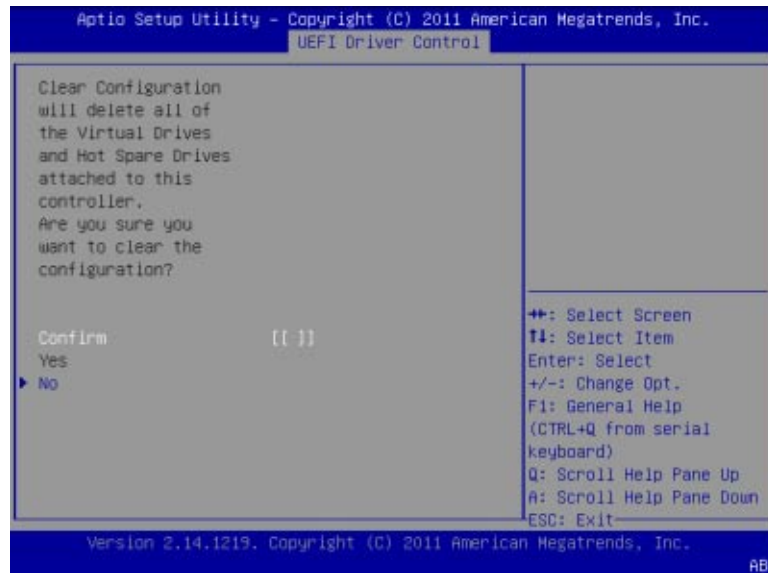 Aptio Setup Utility – Copyright (C) 2011 American Megatrends, Inc.
UEFI Driver Control
Clear Configuration
will delete all of
the Virtual Drives
and Hot Spare Drives
attached to this
controller.
Are you sure you
want to clear the
configuration?
Confirm [[ ]]
Yes
No
→←: Select Screen
↑↓: Select Item
Enter: Select
+/-: Change Opt.
F1: General Help
(CTRL+Q from serial
keyboard)
Q: Scroll Help Pane Up
A: Scroll Help Pane Down
ESC: Exit
Version 2.14.1219. Copyright (C) 2011 American Megatrends, Inc.
AB